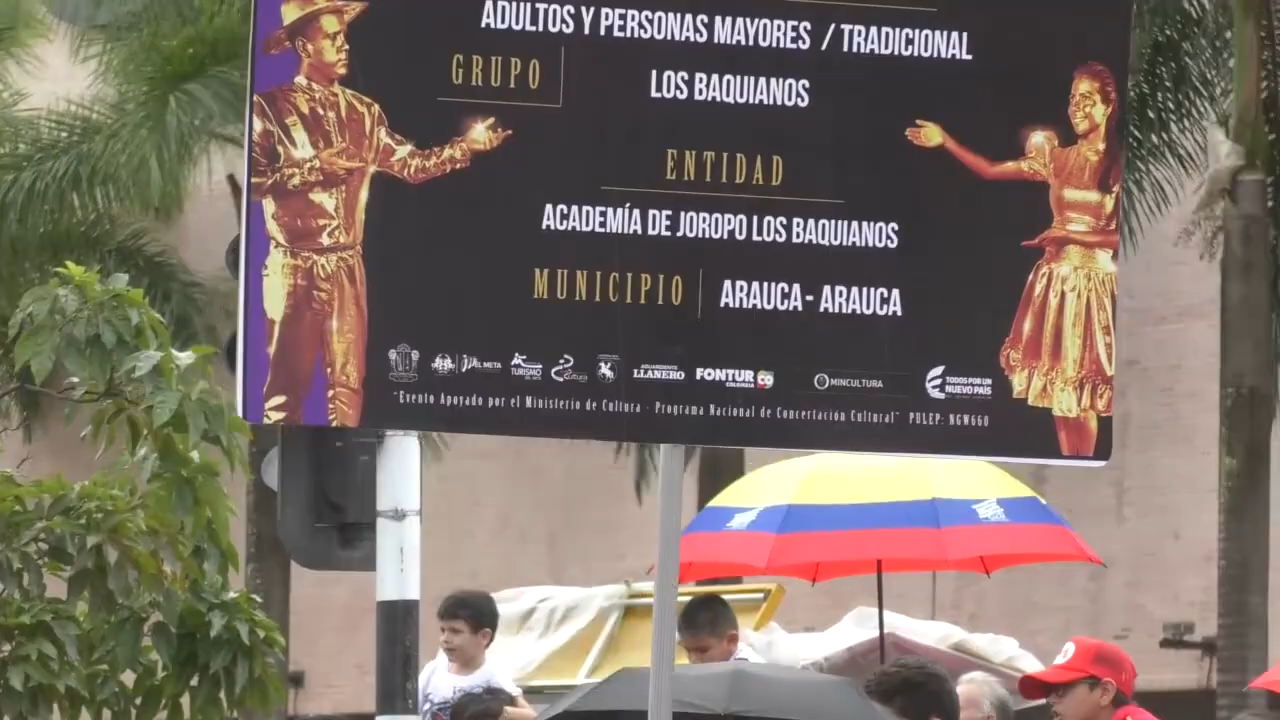 ADULTOS Y PERSONAS MAYORES / TRADICIONAL
GRUPO
LOS BAQUIANOS
ENTIDAD
ACADEMÍA DE JOROPO LOS BAQUIANOS
MUNICIPIO
ARAUCA - ARAUCA
TURISMO
LLANERO
FONTUR
COLOMBIA
MINCULTURA
TODOS POR UN
NUEVO PAÍS
"Evento Apoyado por el Ministerio de Cultura - Programa Nacional de Concertación Cultural" PULEP: NGW660